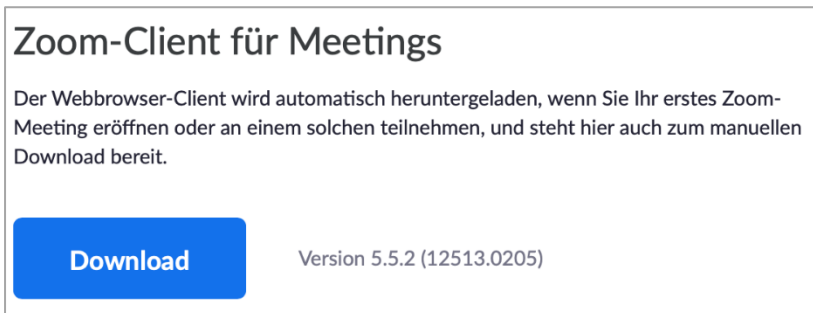 Zoom-Client für Meetings
Der Webbrowser-Client wird automatisch heruntergeladen, wenn Sie Ihr erstes Zoom-
Meeting eröffnen oder an einem solchen teilnehmen, und steht hier auch zum manuellen
Download bereit.
Download
Version 5.5.2 (12513.0205)